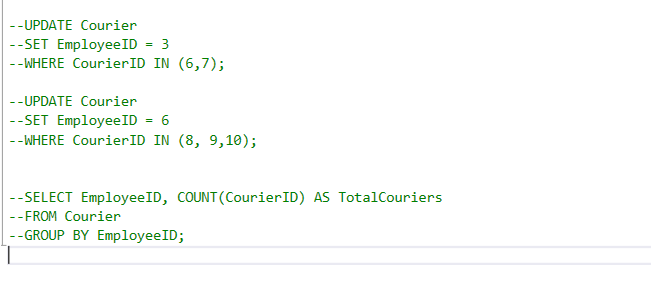 --UPDATE Courier
--SET EmployeeID = 3
--WHERE CourierID IN (6,7);
--UPDATE Courier
--SET EmployeeID = 6
--WHERE CourierID IN (8, 9,10);
--SELECT EmployeeID, COUNT(CourierID) AS TotalCouriers
--FROM Courier
--GROUP BY EmployeeID;